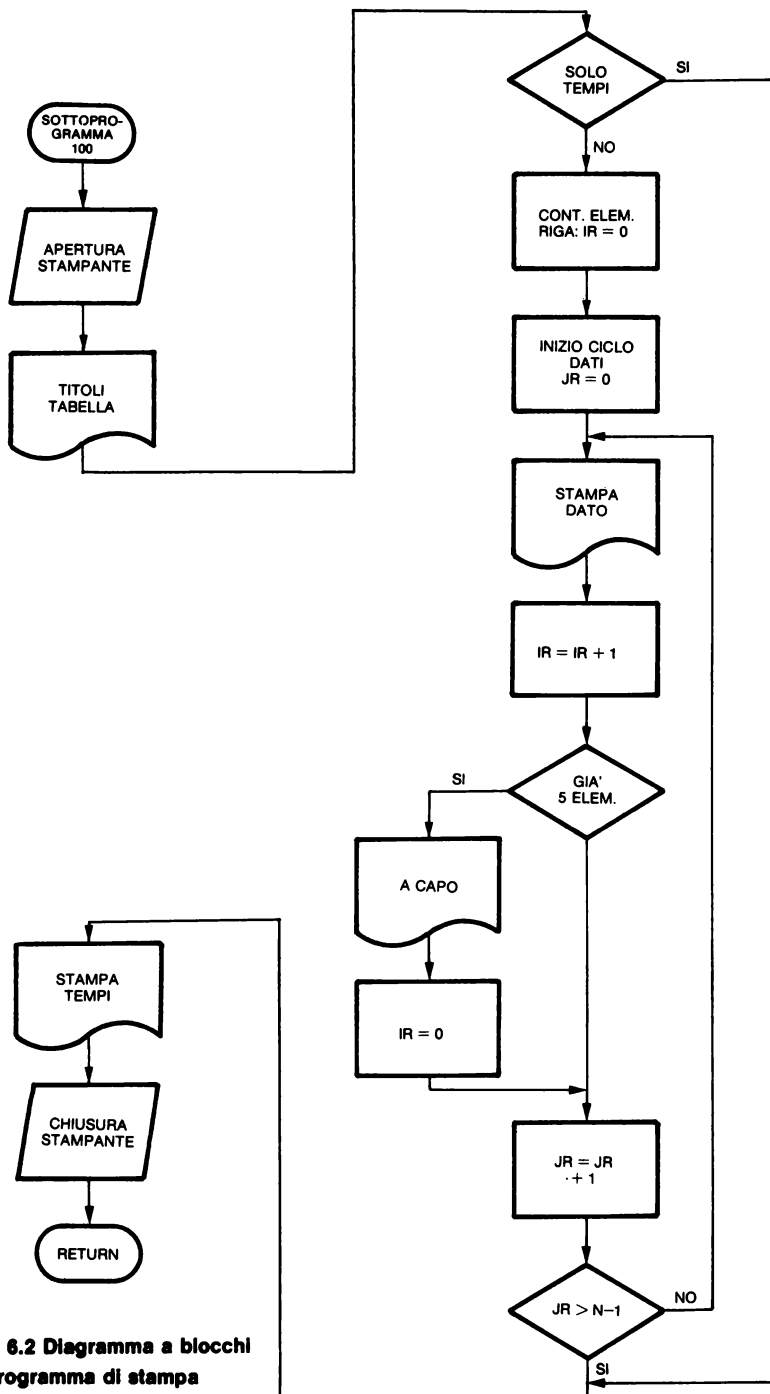 SOTTOPRO-
GRAMMA
100
APERTURA
STAMPANTE
TITOLI
TABELLA
SOLO
TEMPI
SI
NO
CONT. ELEM.
RIGA: IR = 0
INIZIO CICLO
DATI
JR = 0
STAMPA
DATO
IR = IR + 1
GIA'
5 ELEM.
SI
A CAPO
IR = 0
JR = JR
+ 1
JR > N-1
NO
SI
STAMPA
TEMPI
CHIUSURA
STAMPANTE
RETURN
6.2 Diagramma a blocchi
rogramma di stampa